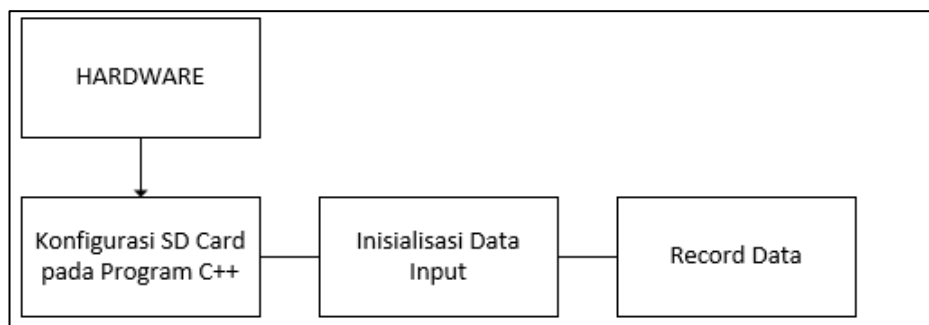 HARDWARE
Konfigurasi SD Card
pada Program C++
Inisialisasi Data
Input
Record Data